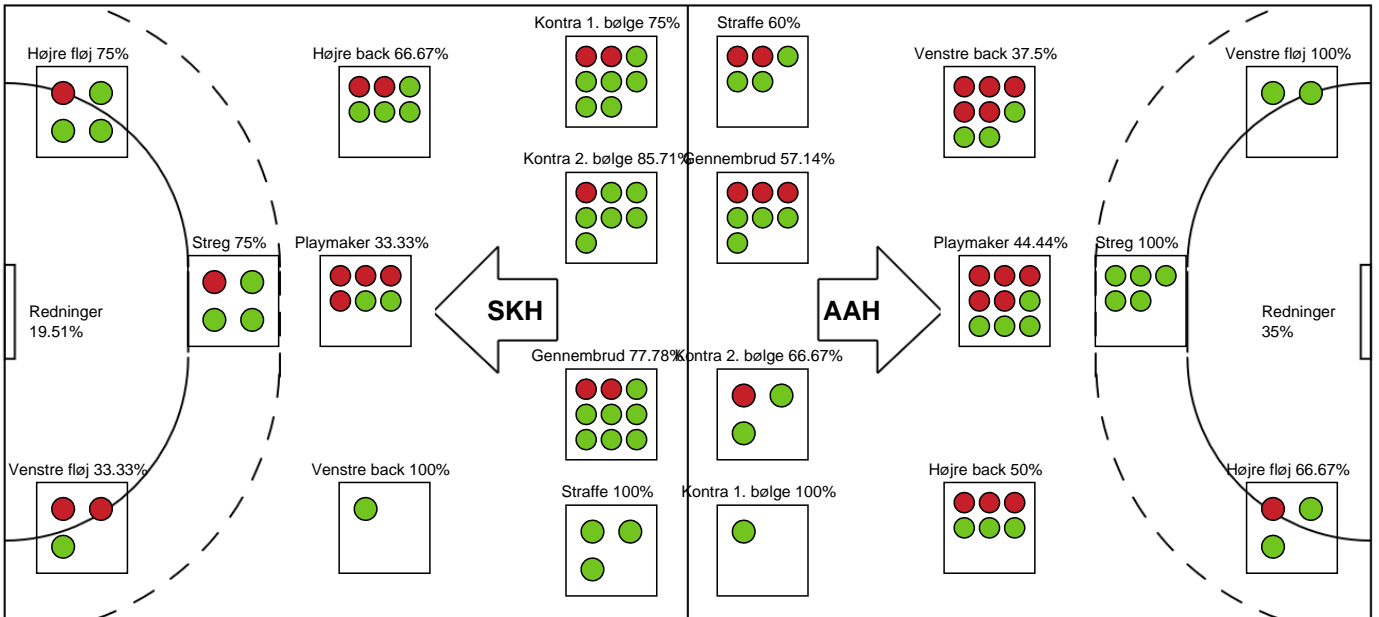 Kontra 1. bølge 75%
Straffe 60%
Højre fløj 75%
Højre back 66.67%
Venstre back 37.5%
Venstre fløj 100%
Kontra 2. bølge 85.71%
Gennembrud 57.14%
Streg 75%
Playmaker 33.33%
Playmaker 44.44%
Streg 100%
Redninger
19.51%
SKH
AAH
Redninger
35%
Gennembrud 77.78%
Kontra 2. bølge 66.67%
Venstre fløj 33.33%
Venstre back 100%
Højre back 50%
Højre fløj 66.67%
Straffe 100%
Kontra 1. bølge 100%